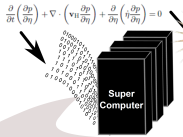 ∂/∂t (∂p/∂η) + ∇ · (v_H ∂p/∂η) + ∂/∂η (η̇ ∂p/∂η) = 0
Super
Computer